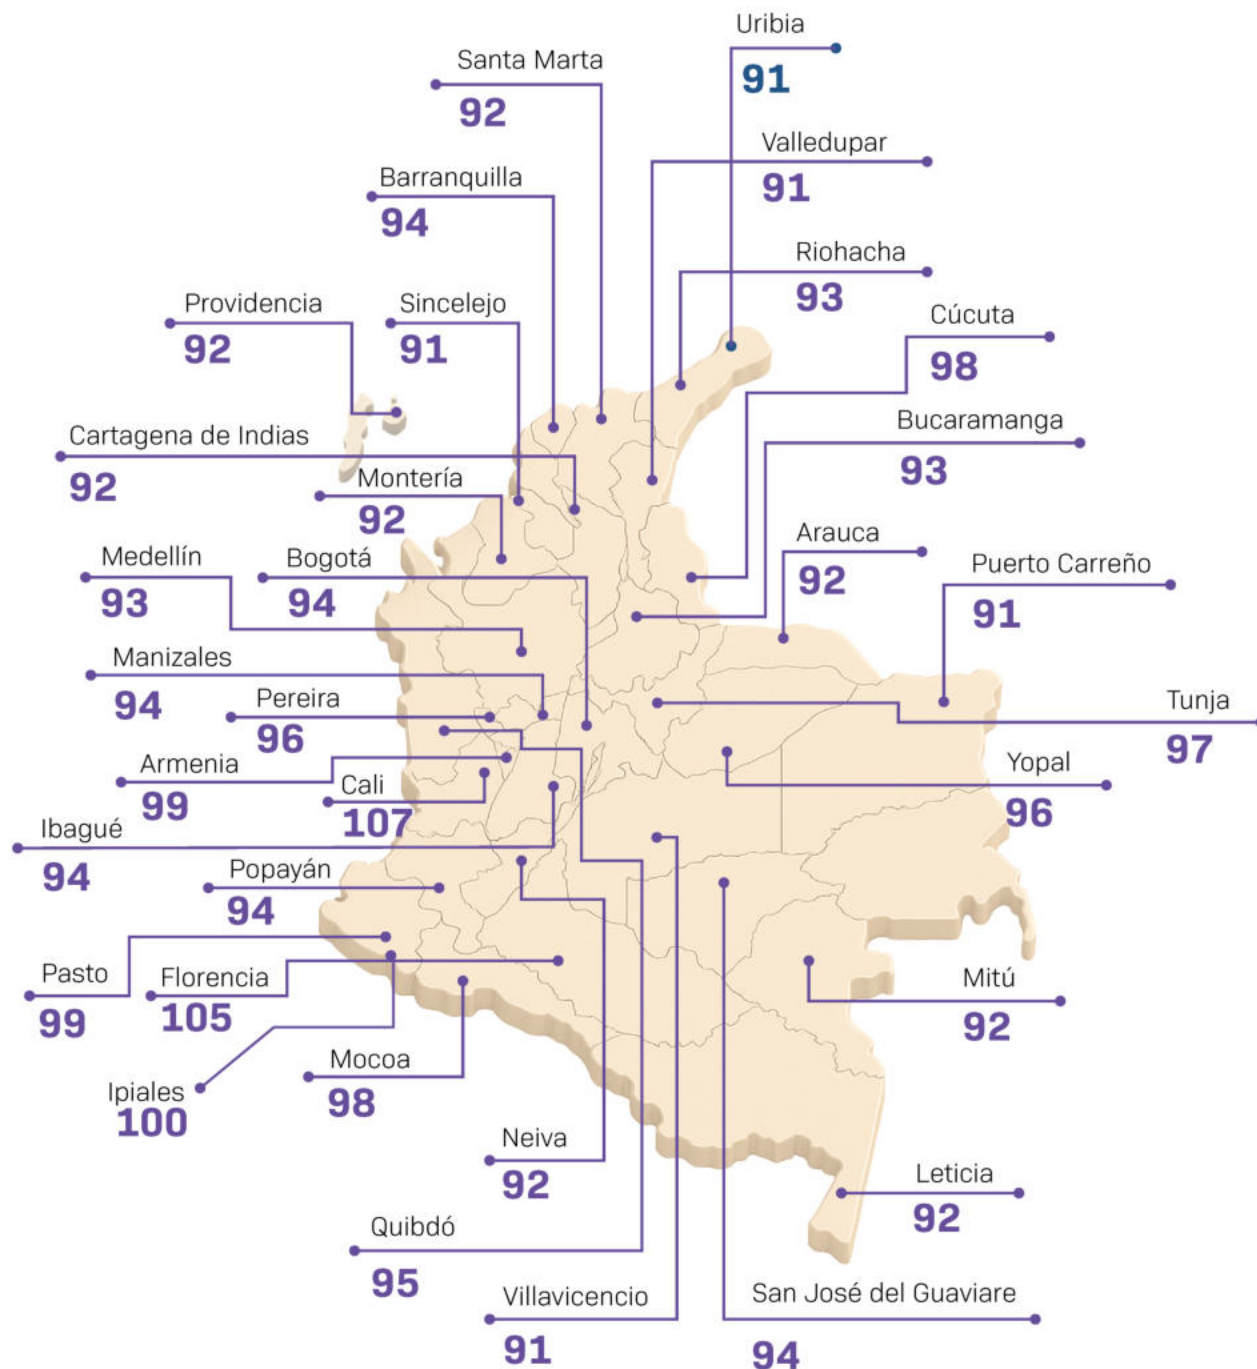 Uribia
91
Santa Marta
92
Valledupar
91
Barranquilla
94
Riohacha
93
Providencia
92
Sincelejo
91
Cúcuta
98
Cartagena de Indias
92
Bucaramanga
93
Montería
92
Arauca
92
Medellín
93
Bogotá
94
Puerto Carreño
91
Manizales
94
Pereira
96
Tunja
97
Armenia
99
Yopal
96
Cali
107
Ibagué
94
Popayán
94
Pasto
99
Florencia
105
Mitú
92
Mocoa
98
Ipiales
100
Neiva
92
Leticia
92
Quibdó
95
Villavicencio
91
San José del Guaviare
94